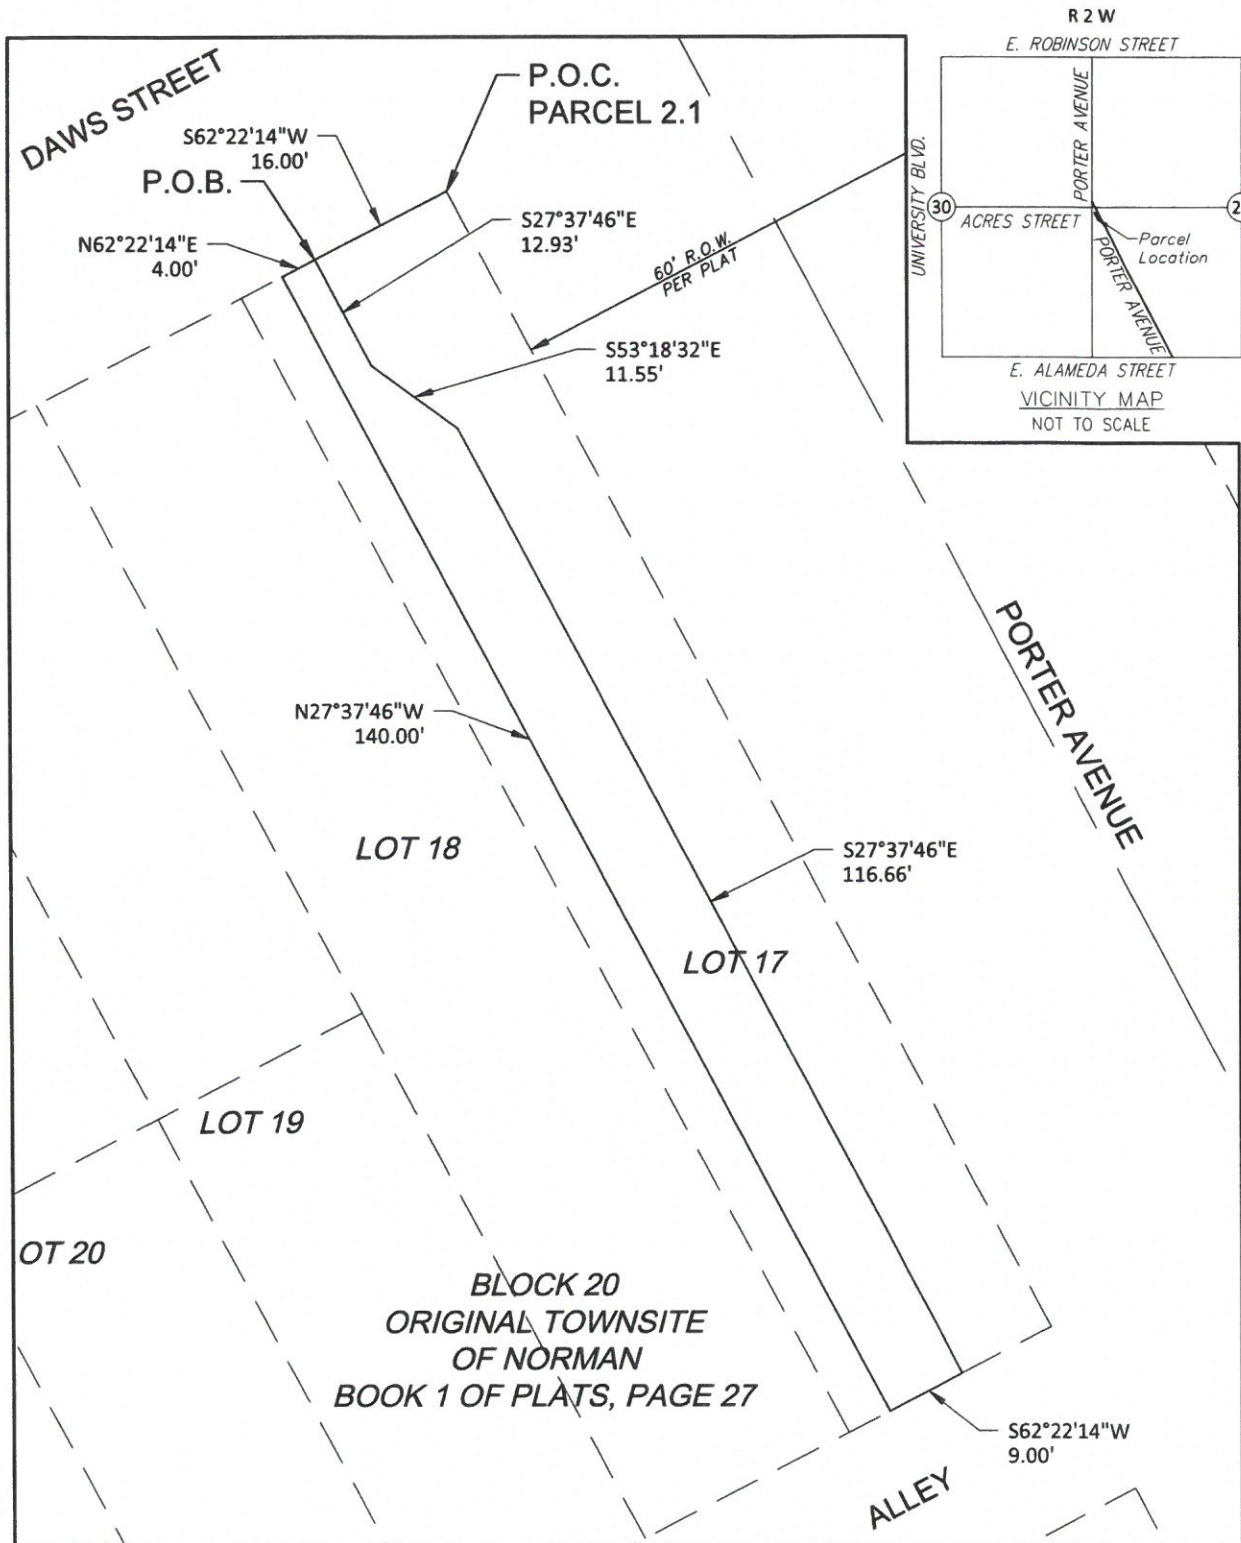 R 2 W
E. ROBINSON STREET
DAWS STREET
P.O.C.
PARCEL 2.1
S62°22'14"W
16.00'
P.O.B.
N62°22'14"E
4.00'
S27°37'46"E
12.93'
60' R.O.W.
PER PLAT
S53°18'32"E
11.55'
UNIVERSITY BLVD.
PORTER AVENUE
30
2
ACRES STREET
Parcel
Location
PORTER AVENUE
E. ALAMEDA STREET
VICINITY MAP
NOT TO SCALE
PORTER AVENUE
N27°37'46"W
140.00'
LOT 18
S27°37'46"E
116.66'
LOT 17
LOT 19
OT 20
BLOCK 20
ORIGINAL TOWNSITE
OF NORMAN
BOOK 1 OF PLATS, PAGE 27
S62°22'14"W
9.00'
ALLEY